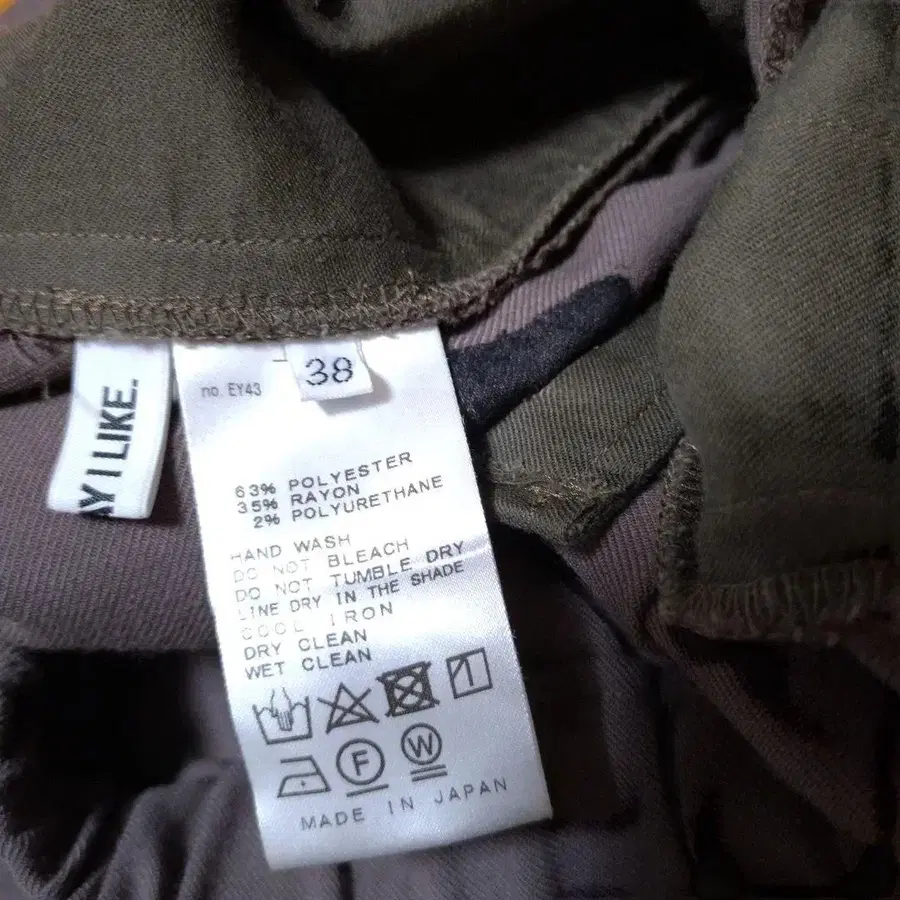 AY I LIKE.
no. EY43
38
63% POLYESTER
35% RAYON
2% POLYURETHANE
HAND WASH
DO NOT BLEACH
DO NOT TUMBLE DRY
LINE DRY IN THE SHADE
COOL IRON
DRY CLEAN
WET CLEAN
F
W
MADE IN JAPAN